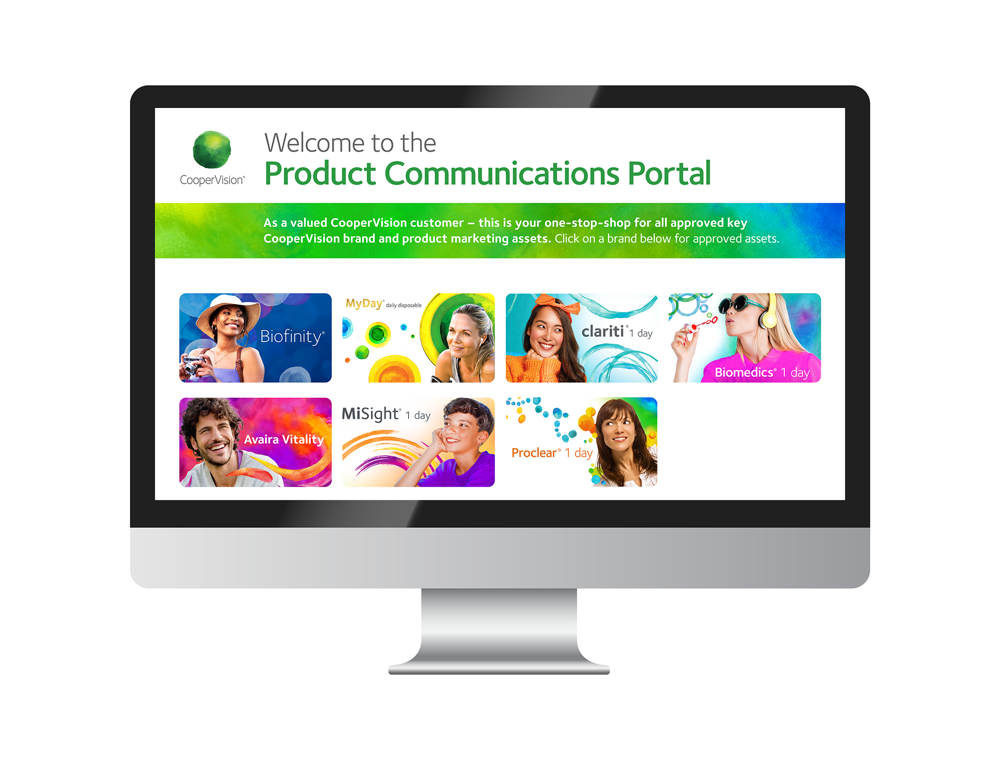 Welcome to the
CooperVision®
Product Communications Portal
As a valued CooperVision customer – this is your one-stop-shop for all approved key
CooperVision brand and product marketing assets. Click on a brand below for approved assets.
Biofinity®
MyDay® daily disposable
clariti® 1 day
Biomedics® 1 day
Avaira Vitality™
MiSight® 1 day
Proclear® 1 day